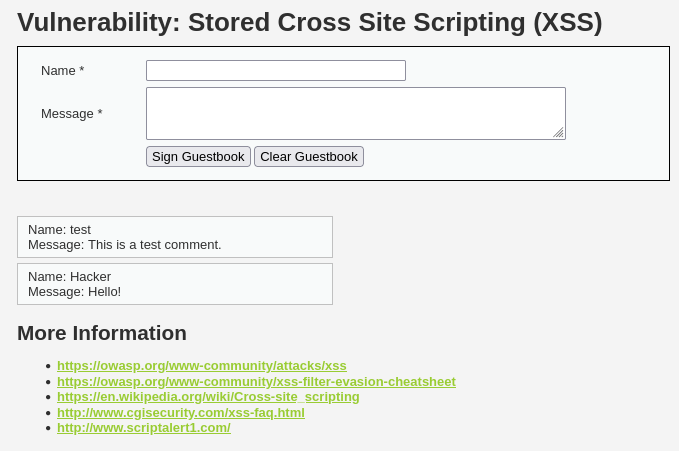 Vulnerability: Stored Cross Site Scripting (XSS)
Name *
Message *
Sign Guestbook Clear Guestbook
Name: test
Message: This is a test comment.
Name: Hacker
Message: Hello!
More Information
• https://owasp.org/www-community/attacks/xss
• https://owasp.org/www-community/xss-filter-evasion-cheatsheet
• https://en.wikipedia.org/wiki/Cross-site_scripting
• http://www.cgisecurity.com/xss-faq.html
• http://www.scriptalert1.com/